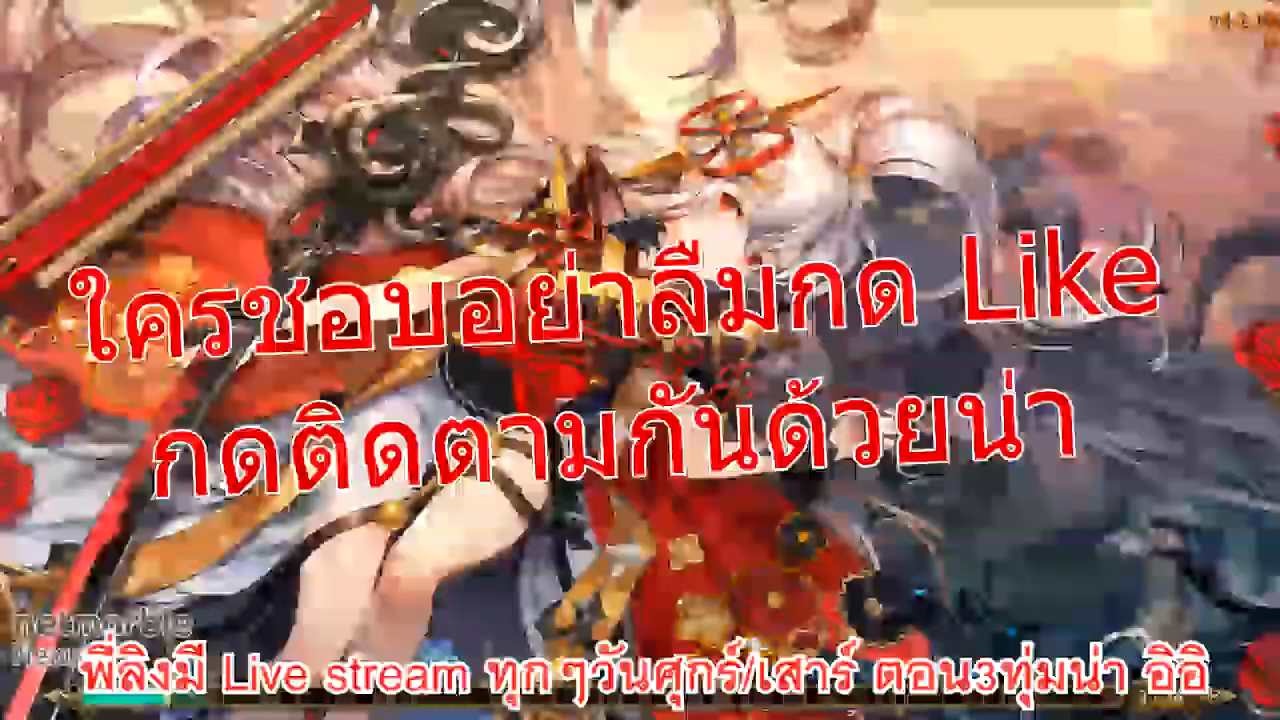 ใครชอบอย่าลืมกด Like
กดติดตามกันด้วยน่า
netmarble
พี่ลิงมี Live stream ทุกๆวันศุกร์/เสาร์ ตอน3ทุ่มน่า อิอิ